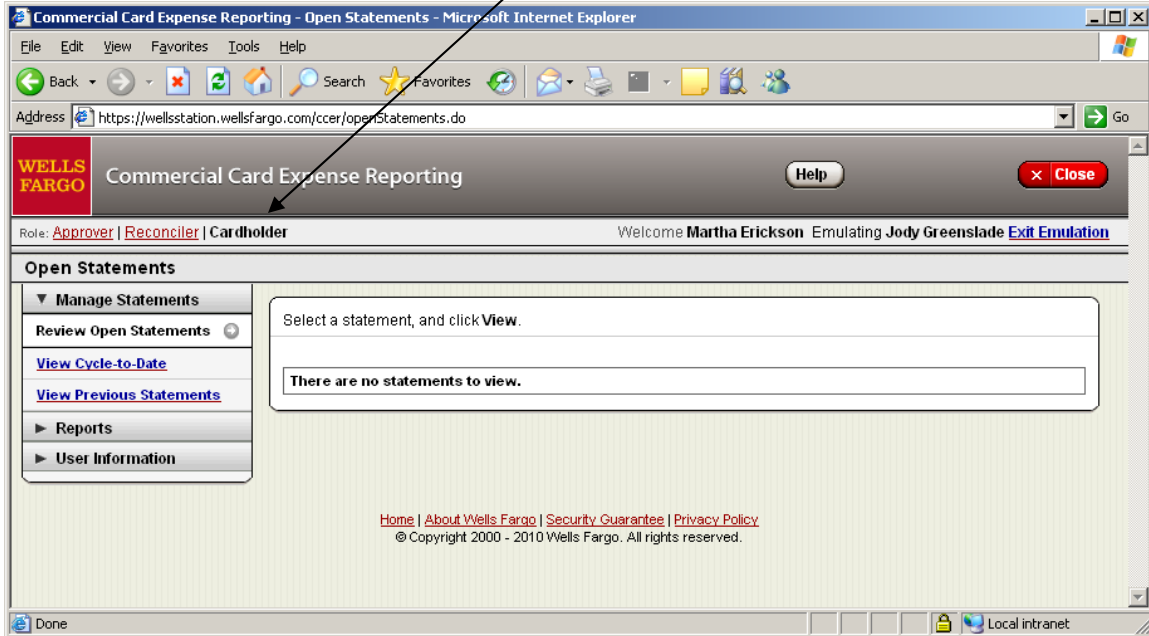 Commercial Card Expense Reporting - Open Statements - Microsoft Internet Explorer
File Edit View Favorites Tools Help
Back Search Favorites
Address https://wellsstation.wellsfargo.com/ccer/openStatements.do Go
WELLS FARGO Commercial Card Expense Reporting Help × Close
Role: Approver | Reconciler | Cardholder Welcome Martha Erickson Emulating Jody Greenslade Exit Emulation
Open Statements
▼ Manage Statements
Review Open Statements
View Cycle-to-Date
View Previous Statements
► Reports
► User Information
Select a statement, and click View.
There are no statements to view.
Home | About Wells Fargo | Security Guarantee | Privacy Policy
© Copyright 2000 - 2010 Wells Fargo. All rights reserved.
Done Local intranet